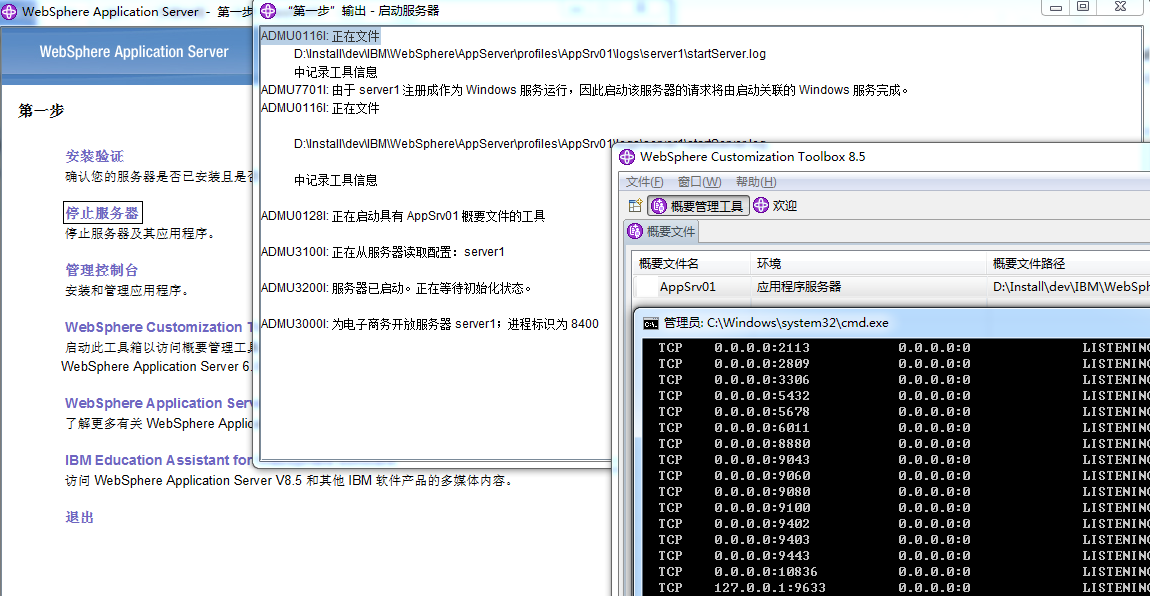 WebSphere Application Server - 第一步
WebSphere Application Server
第一步
安装验证
确认您的服务器是否已安装且是否
停止服务器
停止服务器及其应用程序。
管理控制台
安装和管理应用程序。
WebSphere Customization T
启动此工具箱以访问概要管理工具
WebSphere Application Server 6.
WebSphere Application Serv
了解更多有关 WebSphere Applic
IBM Education Assistant for
访问 WebSphere Application Server V8.5 和其他 IBM 软件产品的多媒体内容。
退出
“第一步”输出 - 启动服务器
ADMU0116I: 正在文件
D:\Install\dev\IBM\WebSphere\AppServer\profiles\AppSrv01\logs\server1\startServer.log
中记录工具信息
ADMU7701I: 由于 server1 注册成作为 Windows 服务运行，因此启动该服务器的请求将由启动关联的 Windows 服务完成。
ADMU0116I: 正在文件
D:\Install\dev\IBM\WebSphere\AppServer\profiles\AppSrv01\logs\server1\startServer.log
中记录工具信息
ADMU0128I: 正在启动具有 AppSrv01 概要文件的工具
ADMU3100I: 正在从服务器读取配置：server1
ADMU3200I: 服务器已启动。正在等待初始化状态。
ADMU3000I: 为电子商务开放服务器 server1；进程标识为 8400
WebSphere Customization Toolbox 8.5
文件(F) 窗口(W) 帮助(H)
概要管理工具 欢迎
概要文件
概要文件名 环境 概要文件路径
AppSrv01 应用程序服务器 D:\Install\dev\IBM\WebSph
管理员: C:\Windows\system32\cmd.exe
TCP 0.0.0.0:2113 0.0.0.0:0 LISTENING
TCP 0.0.0.0:2809 0.0.0.0:0 LISTENING
TCP 0.0.0.0:3306 0.0.0.0:0 LISTENING
TCP 0.0.0.0:5432 0.0.0.0:0 LISTENING
TCP 0.0.0.0:5678 0.0.0.0:0 LISTENING
TCP 0.0.0.0:6011 0.0.0.0:0 LISTENING
TCP 0.0.0.0:8880 0.0.0.0:0 LISTENING
TCP 0.0.0.0:9043 0.0.0.0:0 LISTENING
TCP 0.0.0.0:9060 0.0.0.0:0 LISTENING
TCP 0.0.0.0:9080 0.0.0.0:0 LISTENING
TCP 0.0.0.0:9100 0.0.0.0:0 LISTENING
TCP 0.0.0.0:9402 0.0.0.0:0 LISTENING
TCP 0.0.0.0:9403 0.0.0.0:0 LISTENING
TCP 0.0.0.0:9443 0.0.0.0:0 LISTENING
TCP 0.0.0.0:10836 0.0.0.0:0 LISTENING
TCP 127.0.0.1:9633 0.0.0.0:0 LISTENING